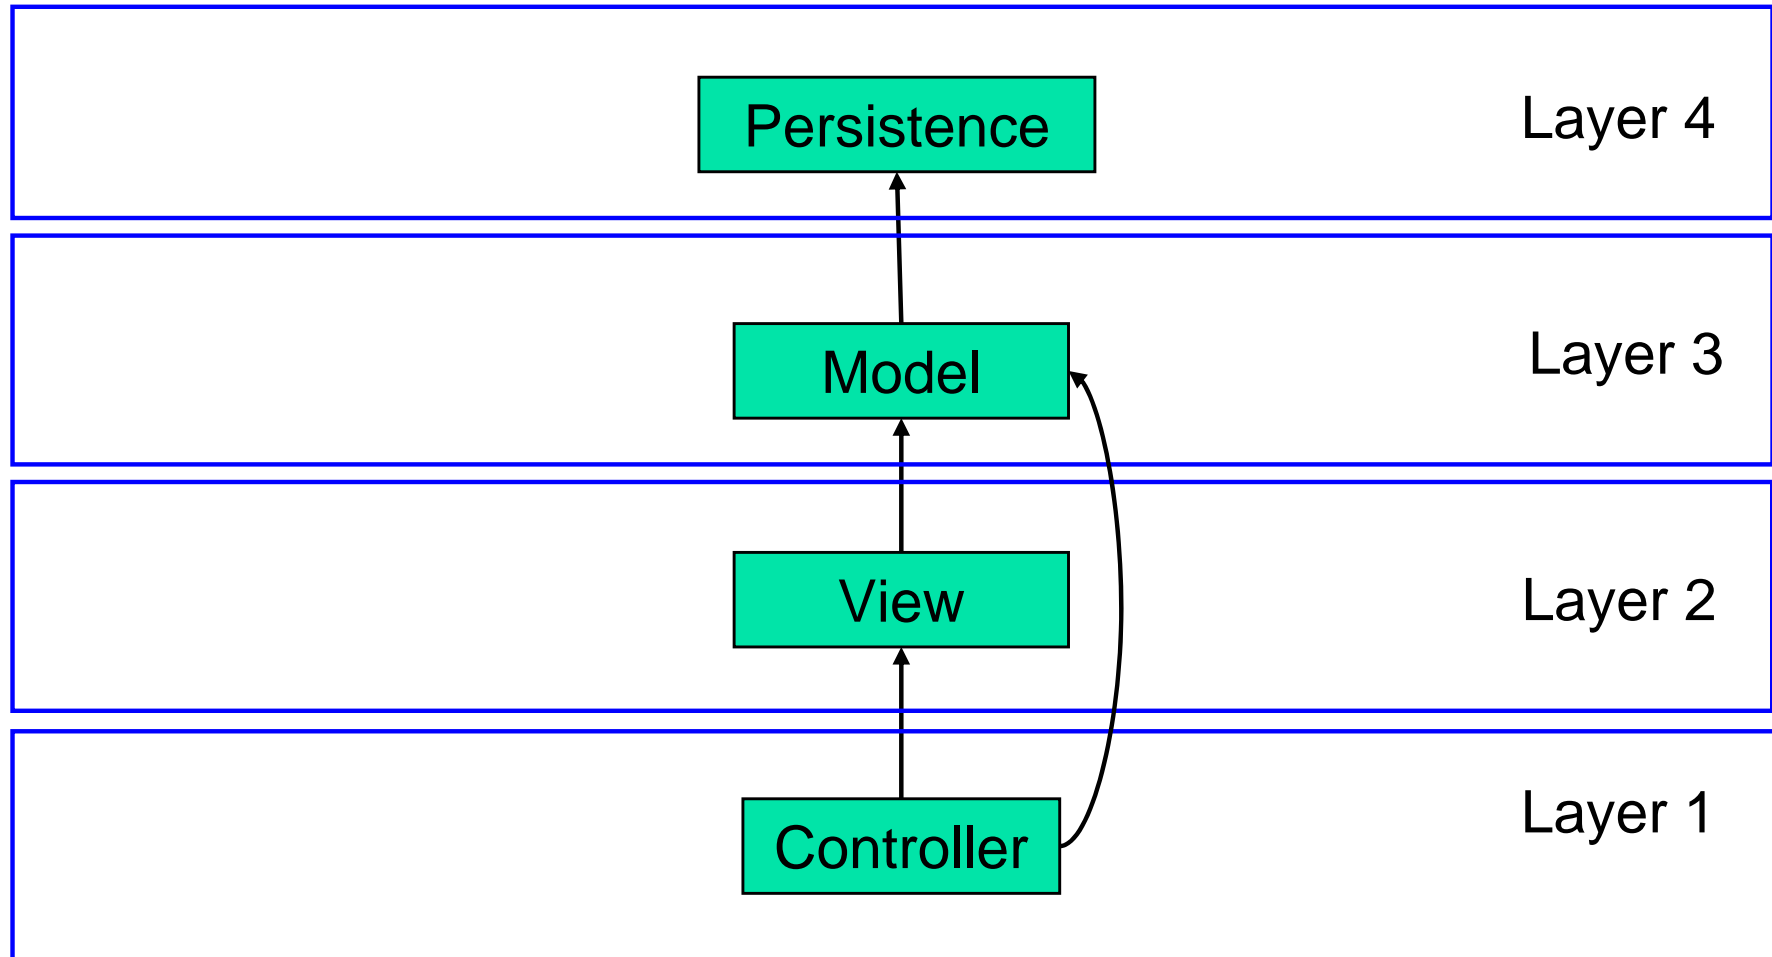 Persistence
Layer 4
Model
Layer 3
View
Layer 2
Layer 1
Controller